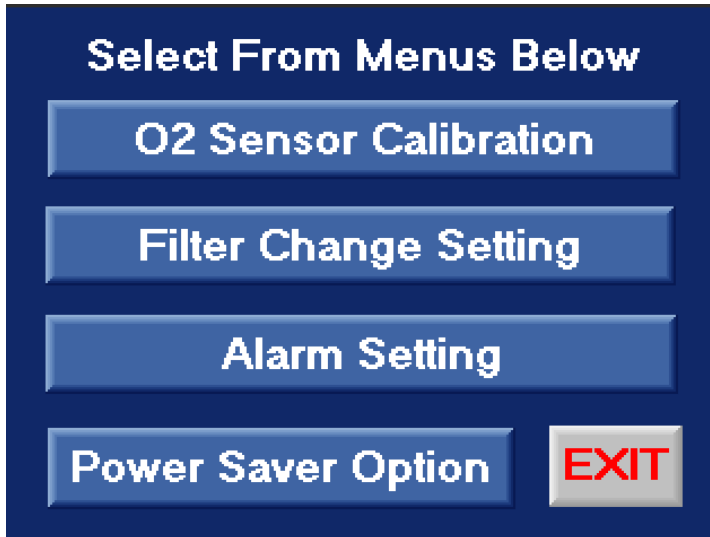 Select From Menus Below
O2 Sensor Calibration
Filter Change Setting
Alarm Setting
Power Saver Option
EXIT